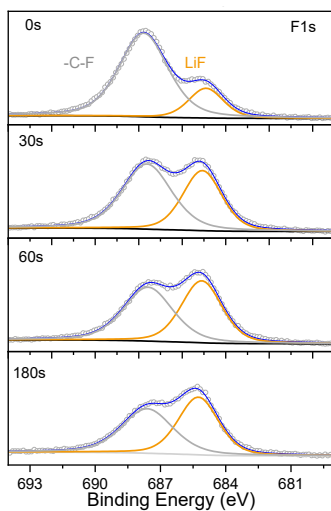 0s
F1s
-C-F
LiF
30s
60s
180s
693 690 687 684 681
Binding Energy (eV)